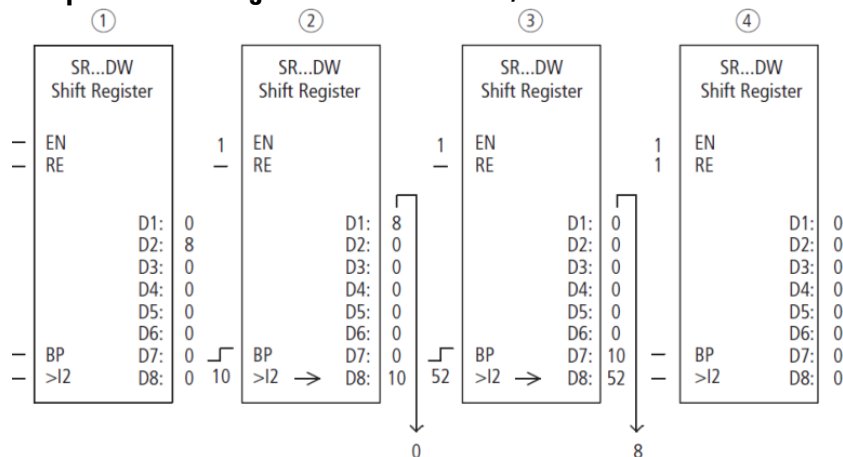 ① ② ③ ④
SR...DW SR...DW SR...DW SR...DW
Shift Register Shift Register Shift Register Shift Register
– EN 1 EN 1 EN 1 EN
– RE – RE – RE 1 RE
D1: 0 D1: 8 D1: 0 D1: 0
D2: 8 D2: 0 D2: 0 D2: 0
D3: 0 D3: 0 D3: 0 D3: 0
D4: 0 D4: 0 D4: 0 D4: 0
D5: 0 D5: 0 D5: 0 D5: 0
D6: 0 D6: 0 D6: 0 D6: 0
– BP D7: 0 BP D7: 0 BP D7: 10 – BP D7: 0
– >I2 D8: 0 10 >I2 → D8: 10 52 >I2 → D8: 52 – >I2 D8: 0
0 8